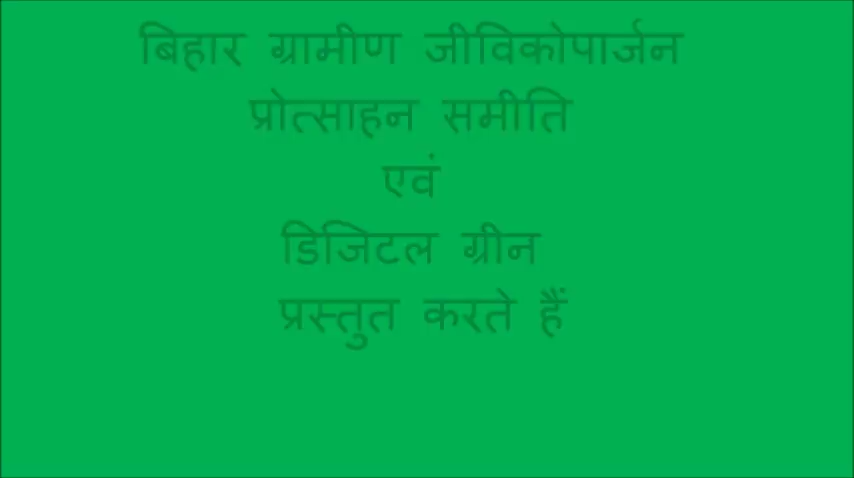 बिहार ग्रामीण जीविकोपार्जन
प्रोत्साहन समीति
एवं
डिजिटल ग्रीन
प्रस्तुत करते हैं